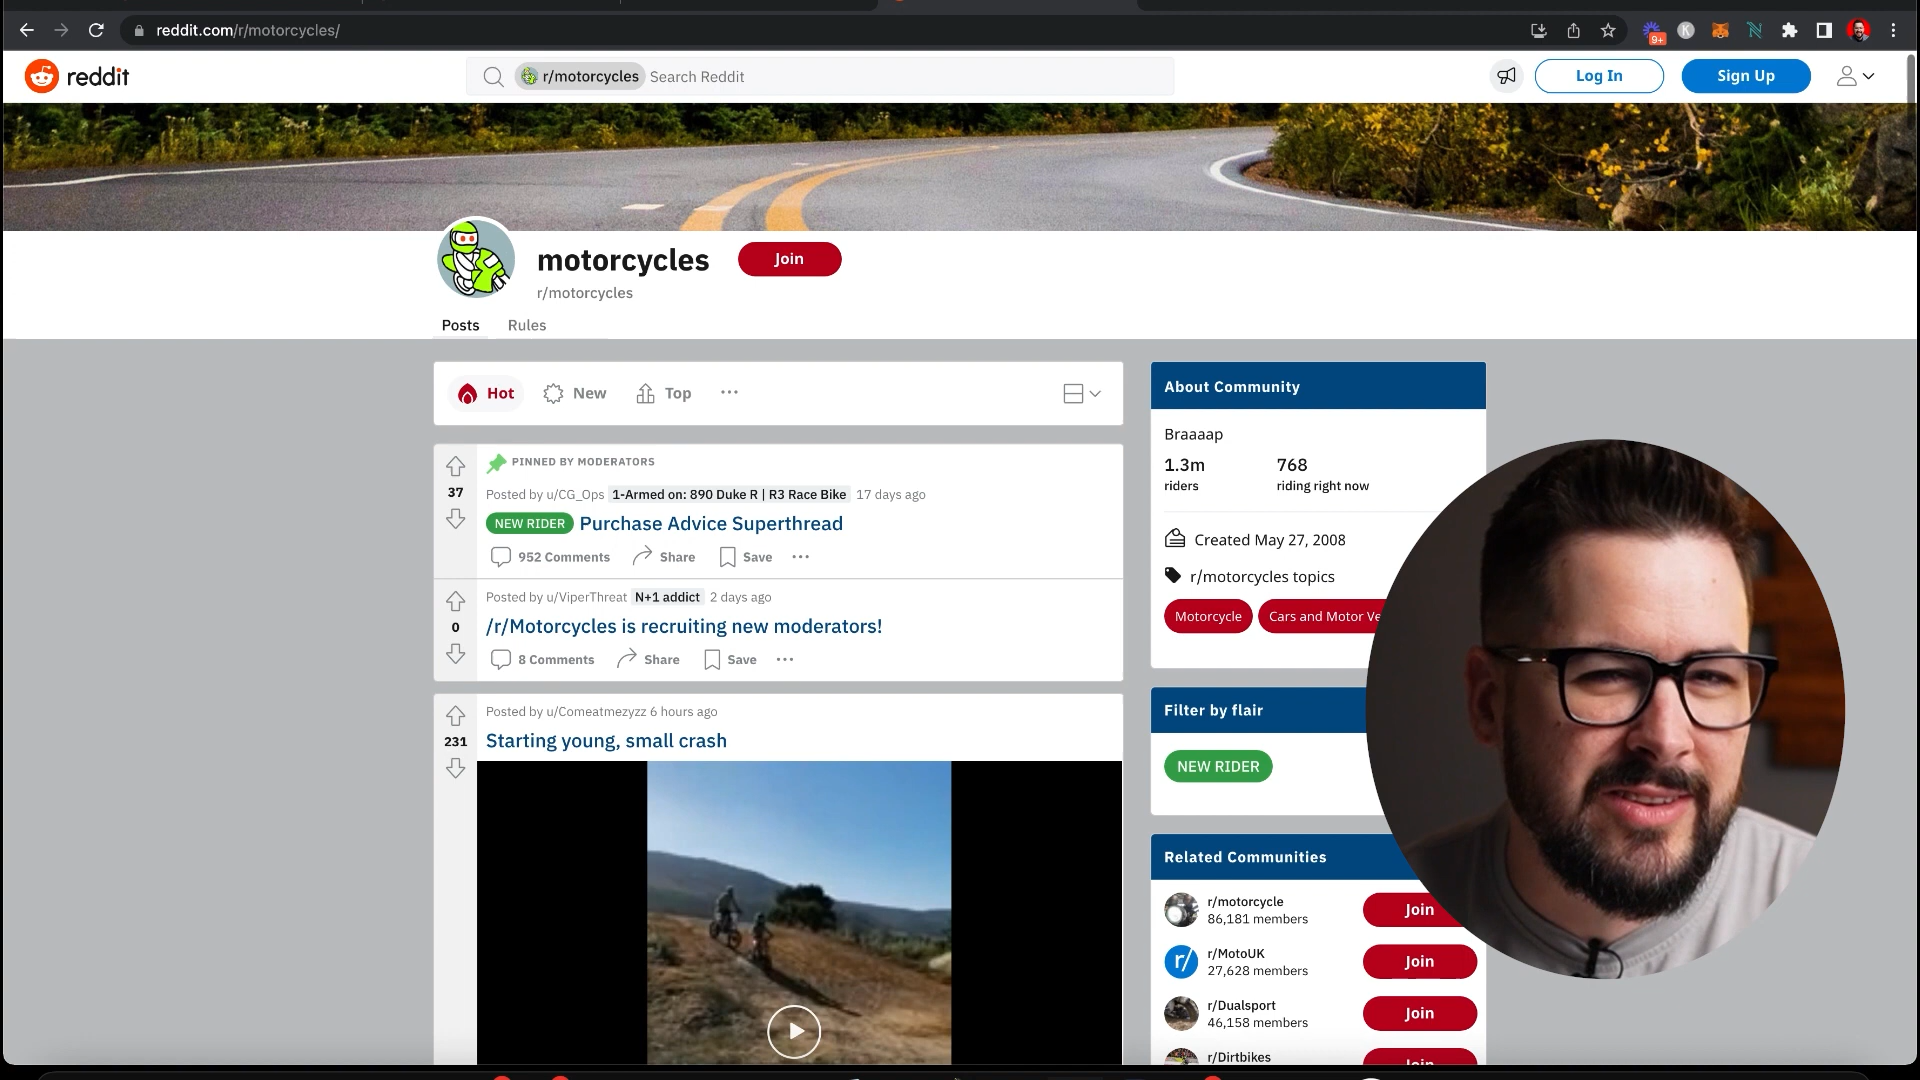 reddit.com/r/motorcycles/
9+
K
reddit
r/motorcycles Search Reddit
Log In
Sign Up
motorcycles
Join
r/motorcycles
Posts
Rules
Hot
New
Top
37
PINNED BY MODERATORS
Posted by u/CG_Ops 1-Armed on: 890 Duke R | R3 Race Bike 17 days ago
NEW RIDER Purchase Advice Superthread
952 Comments Share Save
0
Posted by u/ViperThreat N+1 addict 2 days ago
/r/Motorcycles is recruiting new moderators!
8 Comments Share Save
231
Posted by u/Comeatmezyzz 6 hours ago
Starting young, small crash
About Community
Braaaap
1.3m 768
riders riding right now
Created May 27, 2008
r/motorcycles topics
Motorcycle Cars and Motor Ve
Filter by flair
NEW RIDER
Related Communities
r/motorcycle
86,181 members
Join
r/
r/MotoUK
27,628 members
Join
r/Dualsport
46,158 members
Join
r/Dirtbikes
Join